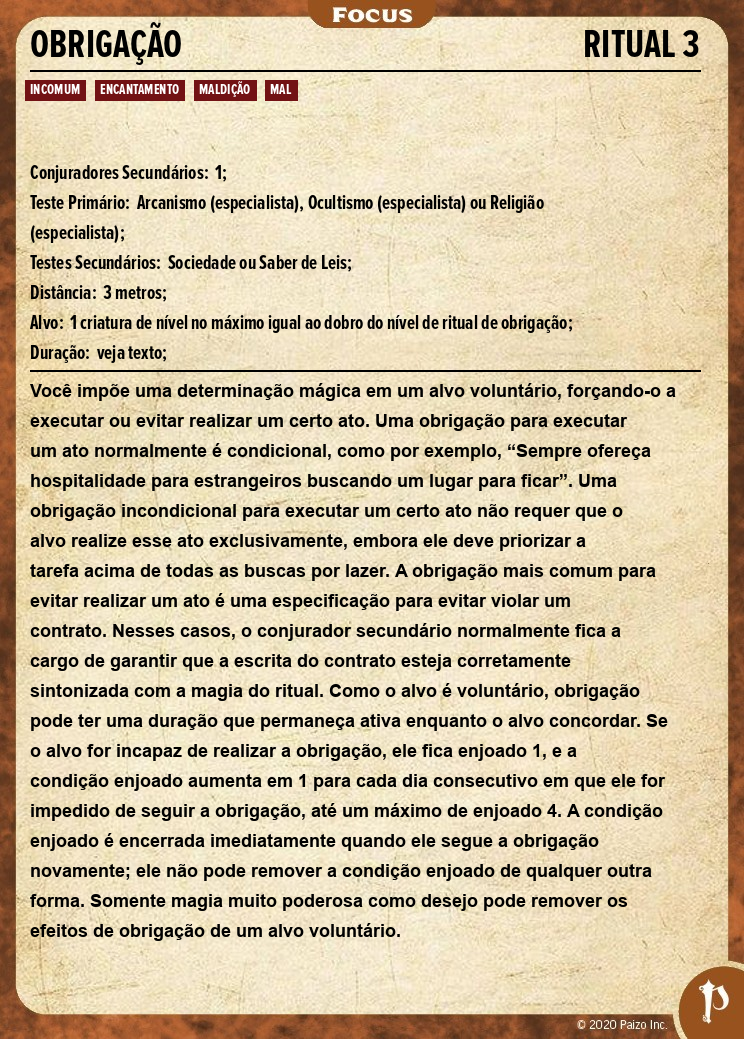 FOCUS
OBRIGAÇÃO RITUAL 3
INCOMUM ENCANTAMENTO MALDIÇÃO MAL
Conjuradores Secundários: 1;
Teste Primário: Arcanismo (especialista), Ocultismo (especialista) ou Religião
(especialista);
Testes Secundários: Sociedade ou Saber de Leis;
Distância: 3 metros;
Alvo: 1 criatura de nível no máximo igual ao dobro do nível de ritual de obrigação;
Duração: veja texto;
Você impõe uma determinação mágica em um alvo voluntário, forçando-o a
executar ou evitar realizar um certo ato. Uma obrigação para executar
um ato normalmente é condicional, como por exemplo, “Sempre ofereça
hospitalidade para estrangeiros buscando um lugar para ficar”. Uma
obrigação incondicional para executar um certo ato não requer que o
alvo realize esse ato exclusivamente, embora ele deve priorizar a
tarefa acima de todas as buscas por lazer. A obrigação mais comum para
evitar realizar um ato é uma especificação para evitar violar um
contrato. Nesses casos, o conjurador secundário normalmente fica a
cargo de garantir que a escrita do contrato esteja corretamente
sintonizada com a magia do ritual. Como o alvo é voluntário, obrigação
pode ter uma duração que permaneça ativa enquanto o alvo concordar. Se
o alvo for incapaz de realizar a obrigação, ele fica enjoado 1, e a
condição enjoado aumenta em 1 para cada dia consecutivo em que ele for
impedido de seguir a obrigação, até um máximo de enjoado 4. A condição
enjoado é encerrada imediatamente quando ele segue a obrigação
novamente; ele não pode remover a condição enjoado de qualquer outra
forma. Somente magia muito poderosa como desejo pode remover os
efeitos de obrigação de um alvo voluntário.
© 2020 Paizo Inc.